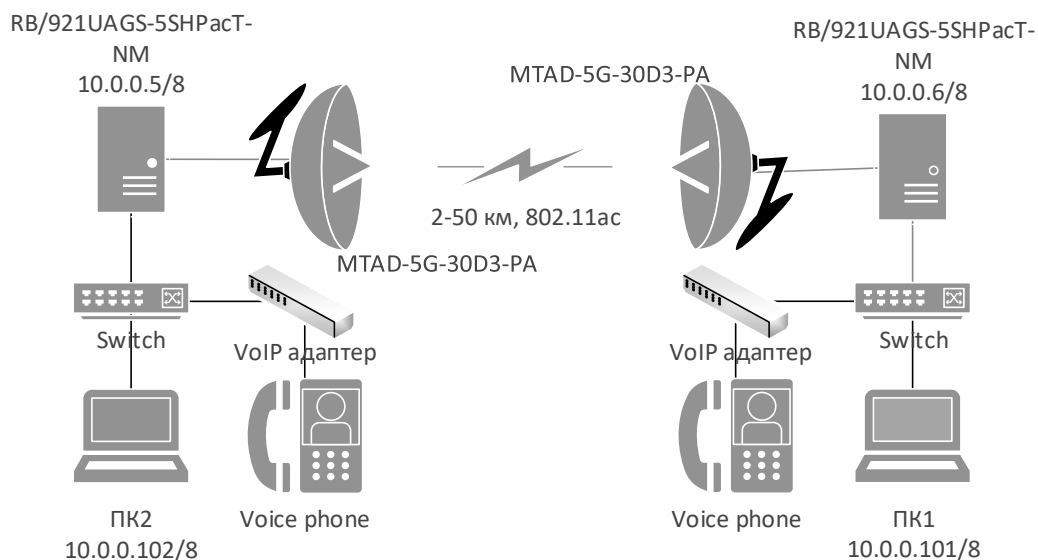 RB/921UAGS-5SHPacT-
NM
10.0.0.5/8
RB/921UAGS-5SHPacT-
NM
10.0.0.6/8
MTAD-5G-30D3-PA
2-50 км, 802.11ac
MTAD-5G-30D3-PA
Switch
VoIP адаптер
VoIP адаптер
Switch
ПК2
10.0.0.102/8
Voice phone
Voice phone
ПК1
10.0.0.101/8